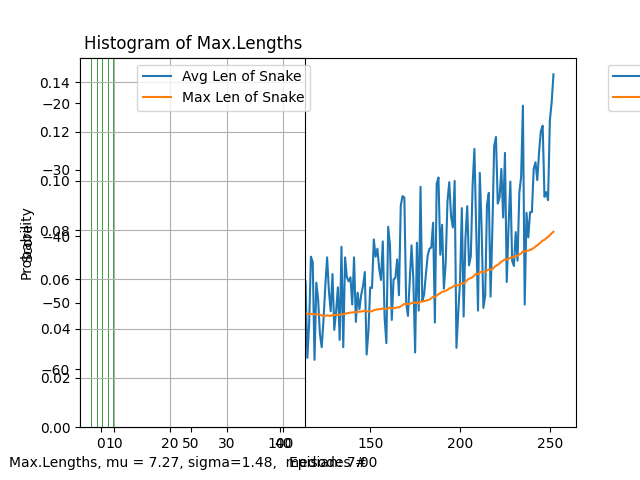 Histogram of Max.Lengths
Avg Len of Snake
Max Len of Snake
0.14
−20
0.12
−30
0.10
0.08
−40
0.06
−50
0.04
−60
0.02
0.00
0 10 20 50 30 100 40 150 200 250
Max.Lengths, mu = 7.27, sigma=1.48,